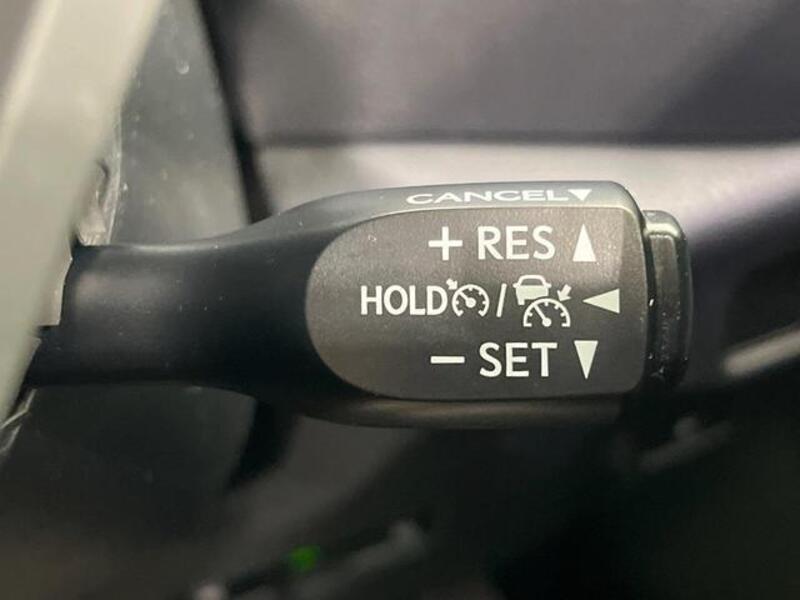 CANCEL▼
+ RES ▲
HOLD / ◀
− SET ▼